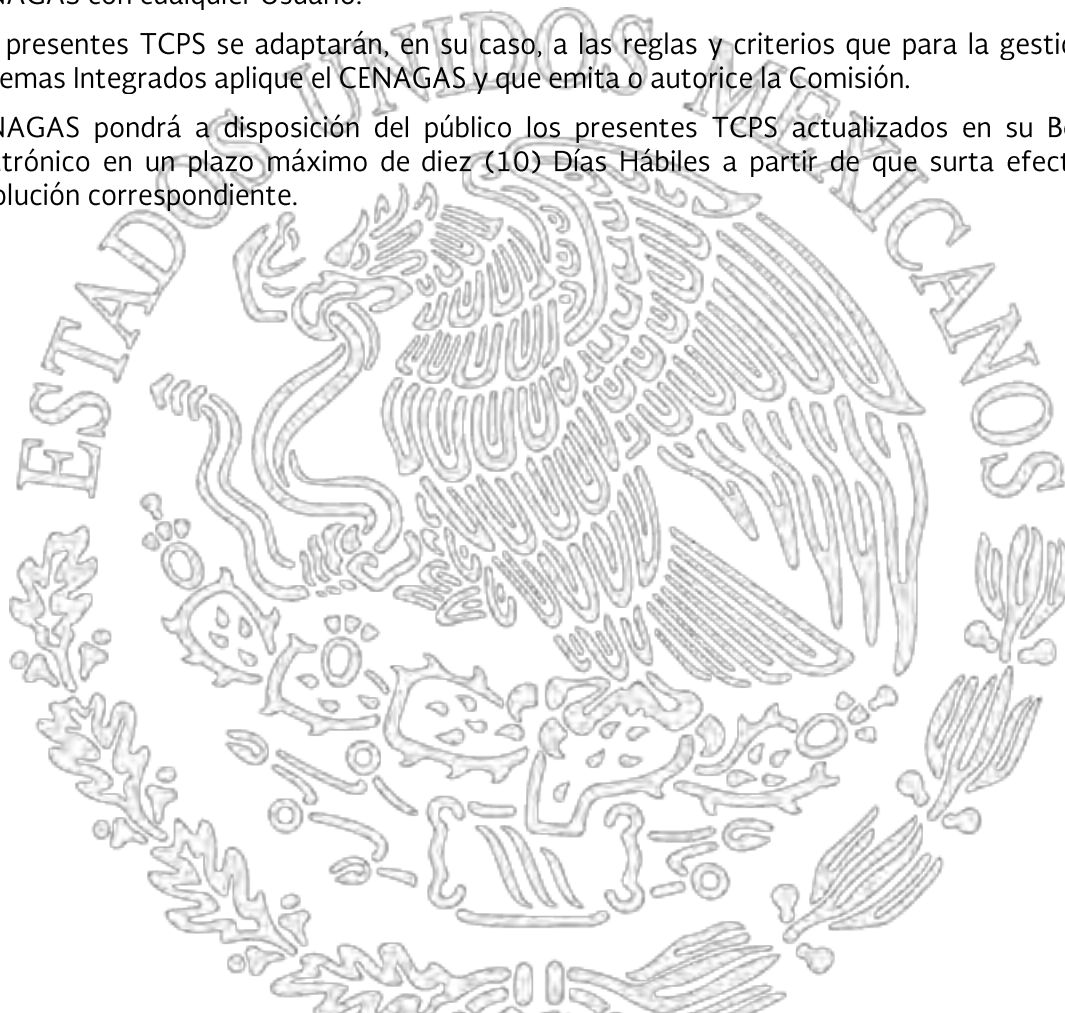 NAGAS con cualquier Usuario.
presentes TCPS se adaptarán, en su caso, a las reglas y criterios que para la
emas Integrados aplique el CENAGAS y que emita o autorice la Comisión.
NAGAS pondrá a disposición del público los presentes TCPS actualizados en su
trónico en un plazo máximo de diez (10) Días Hábiles a partir de que surta
olución correspondiente.
ESTADOS UNIDOS MEXICANOS